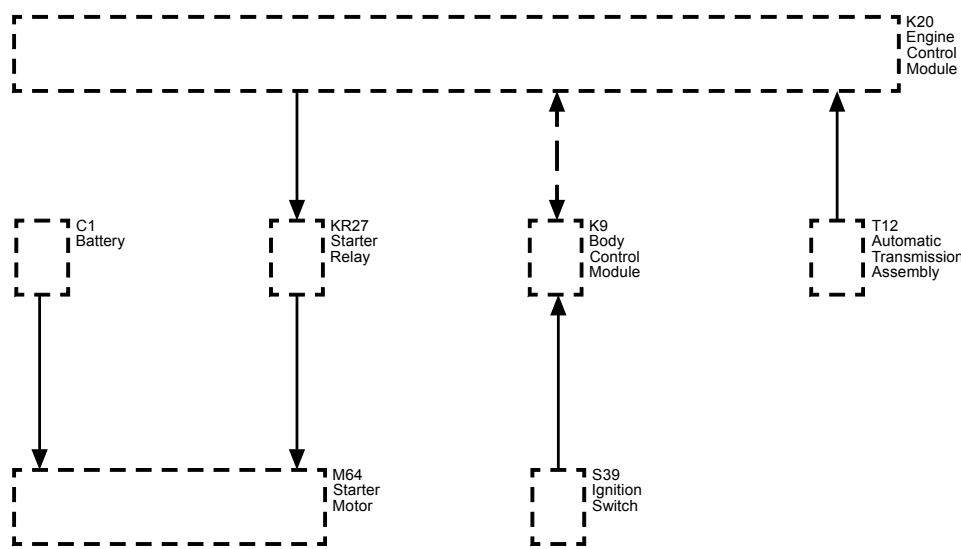 K20
Engine
Control
Module
C1
Battery
KR27
Starter
Relay
K9
Body
Control
Module
T12
Automatic
Transmission
Assembly
M64
Starter
Motor
S39
Ignition
Switch